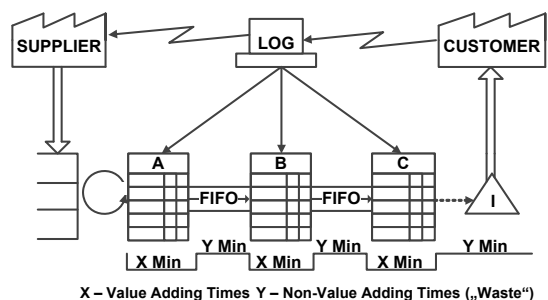 SUPPLIER
LOG
CUSTOMER
A
B
C
FIFO
FIFO
I
Y Min
Y Min
Y Min
X Min
X Min
X Min
X – Value Adding Times Y – Non-Value Adding Times („Waste“)